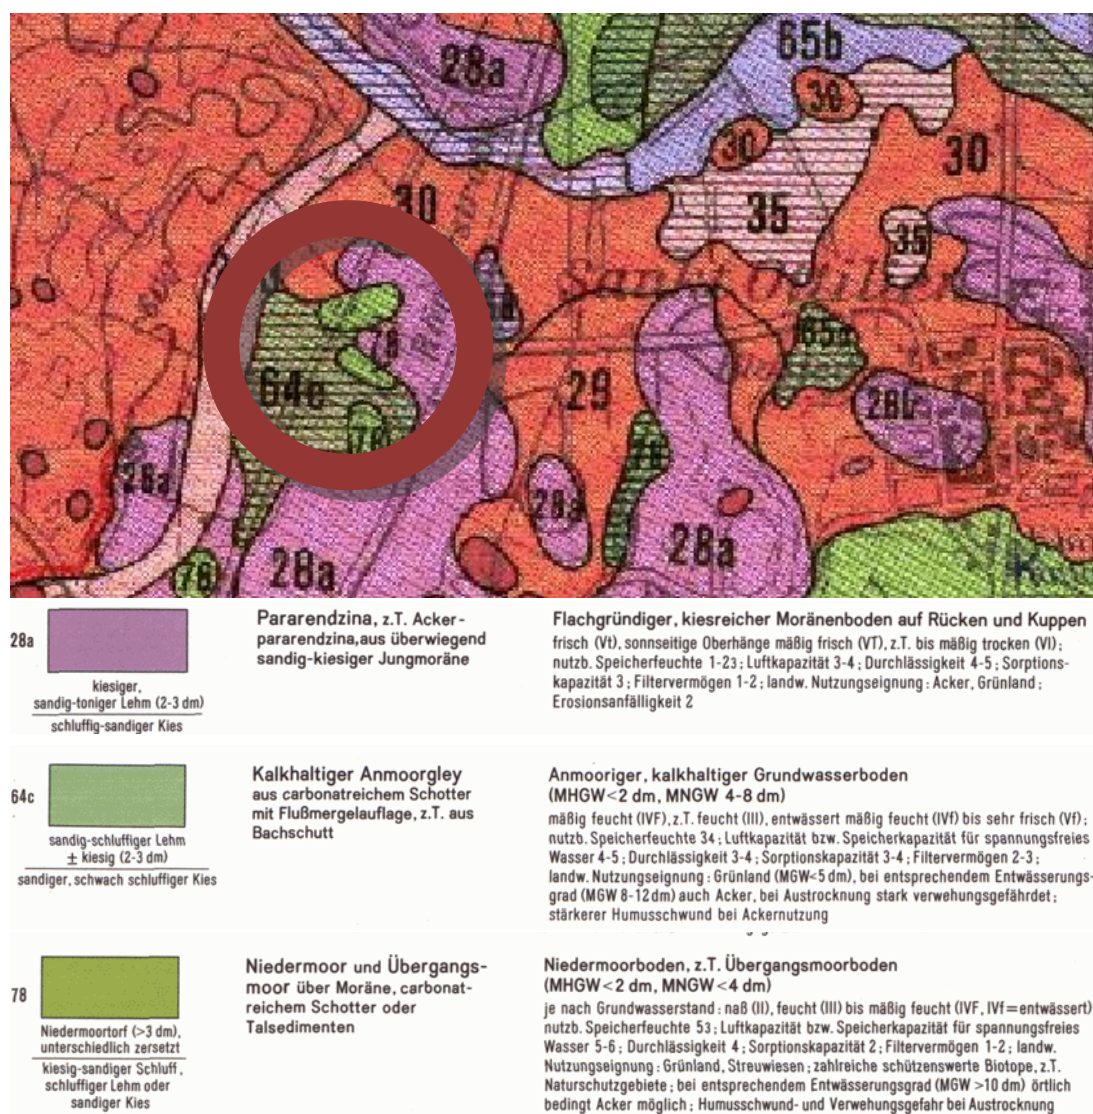 28a
65b
30
30
30
30
35
35
Sankt Ottilien
78
64c
29
28b
28a
28a
78
28a
28a
28a
Pararendzina, z.T. Acker-
pararendzina,aus überwiegend
sandig-kiesiger Jungmoräne
kiesiger,
sandig-toniger Lehm (2-3 dm)
schluffig-sandiger Kies
Flachgründiger, kiesreicher Moränenboden auf Rücken und Kuppen
frisch (Vt), sonnseitige Oberhänge mäßig frisch (VT), z.T. bis mäßig trocken (VI);
nutzb. Speicherfeuchte 1-23; Luftkapazität 3-4; Durchlässigkeit 4-5; Sorptions-
kapazität 3; Filtervermögen 1-2; landw. Nutzungseignung: Acker, Grünland;
Erosionsanfälligkeit 2
64c
Kalkhaltiger Anmoorgley
aus carbonatreichem Schotter
mit Flußmergelauflage, z.T. aus
Bachschutt
sandig-schluffiger Lehm
± kiesig (2-3 dm)
sandiger, schwach schluffiger Kies
Anmooriger, kalkhaltiger Grundwasserboden
(MHGW<2 dm, MNGW 4-8 dm)
mäßig feucht (IVF), z.T. feucht (III), entwässert mäßig feucht (IVf) bis sehr frisch (Vf);
nutzb. Speicherfeuchte 34; Luftkapazität bzw. Speicherkapazität für spannungsfreies
Wasser 4-5; Durchlässigkeit 3-4; Sorptionskapazität 3-4; Filtervermögen 2-3;
landw. Nutzungseignung: Grünland (MGW<5 dm), bei entsprechendem Entwässerungs-
grad (MGW 8-12dm) auch Acker, bei Austrocknung stark verwehungsgefährdet;
stärkerer Humusschwund bei Ackernutzung
78
Niedermoor und Übergangs-
moor über Moräne, carbonat-
reichem Schotter oder
Talsedimenten
Niedermoortorf (>3 dm),
unterschiedlich zersetzt
kiesig-sandiger Schluff,
schluffiger Lehm oder
sandiger Kies
Niedermoorboden, z.T. Übergangsmoorboden
(MHGW<2 dm, MNGW<4 dm)
je nach Grundwasserstand: naß (II), feucht (III) bis mäßig feucht (IVF, IVf=entwässert)
nutzb. Speicherfeuchte 53; Luftkapazität bzw. Speicherkapazität für spannungsfreies
Wasser 5-6; Durchlässigkeit 4; Sorptionskapazität 2; Filtervermögen 1-2; landw.
Nutzungseignung: Grünland, Streuwiesen; zahlreiche schützenswerte Biotope, z.T.
Naturschutzgebiete; bei entsprechendem Entwässerungsgrad (MGW >10 dm) örtlich
bedingt Acker möglich; Humusschwund- und Verwehungsgefahr bei Austrocknung